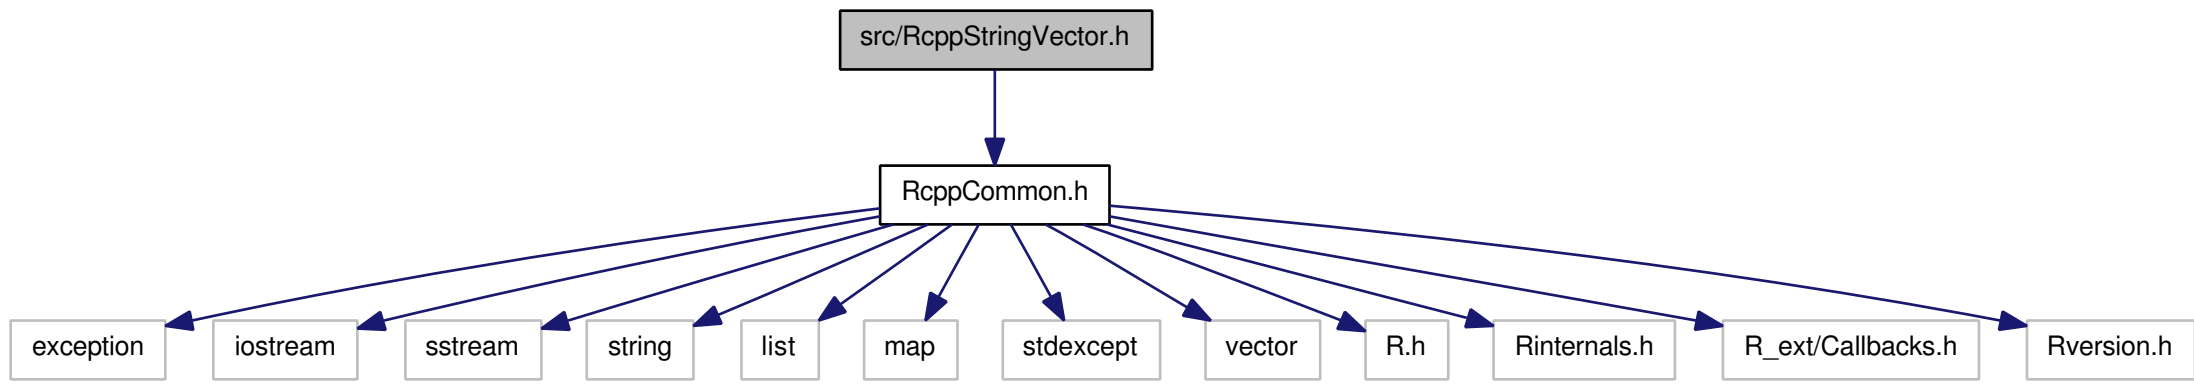 src/RcppStringVector.h
RcppCommon.h
exception
iostream
sstream
string
list
map
stdexcept
vector
R.h
Rinternals.h
R_ext/Callbacks.h
Rversion.h